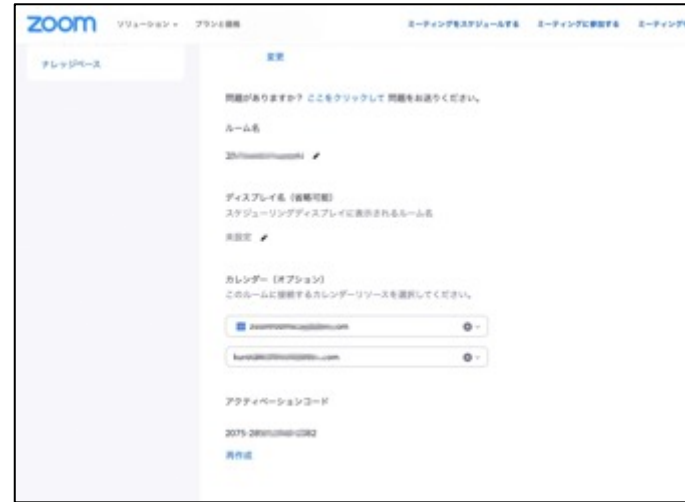 zoom ソリューション プランと価格 ミーティングをスケジュールする ミーティングに参加する
ナレッジベース
変更
問題がありますか? ここをクリックして 問題をお送りください。
ルーム名
ディスプレイ名(省略可能)
スケジューリングディスプレイに表示されるルーム名
未設定
カレンダー(オプション)
このルームに接続するカレンダーリソースを選択してください。
アクティベーションコード
再作成